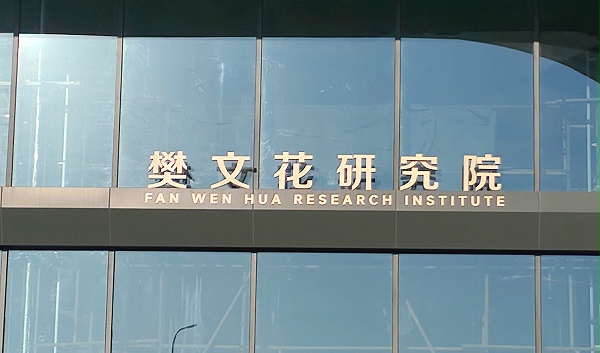 樊文花研究院
FAN WEN HUA RESEARCH INSTITUTE